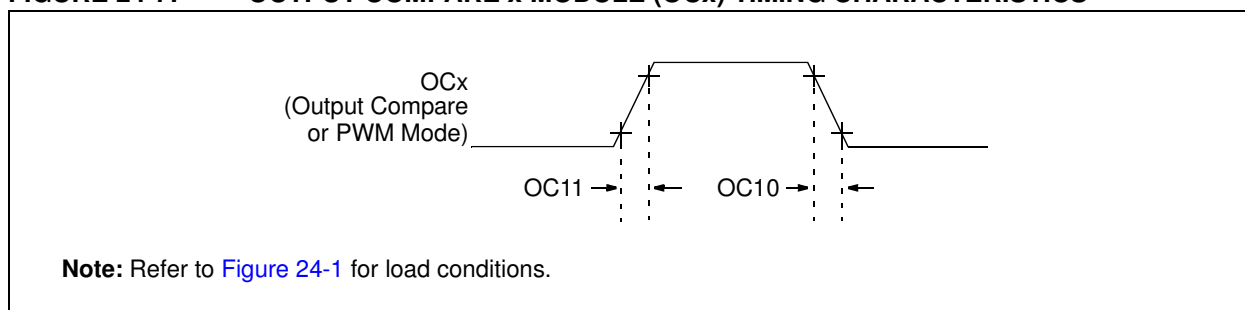 OCx
(Output Compare
or PWM Mode)
OC11
OC10
Note: Refer to Figure 24-1 for load conditions.